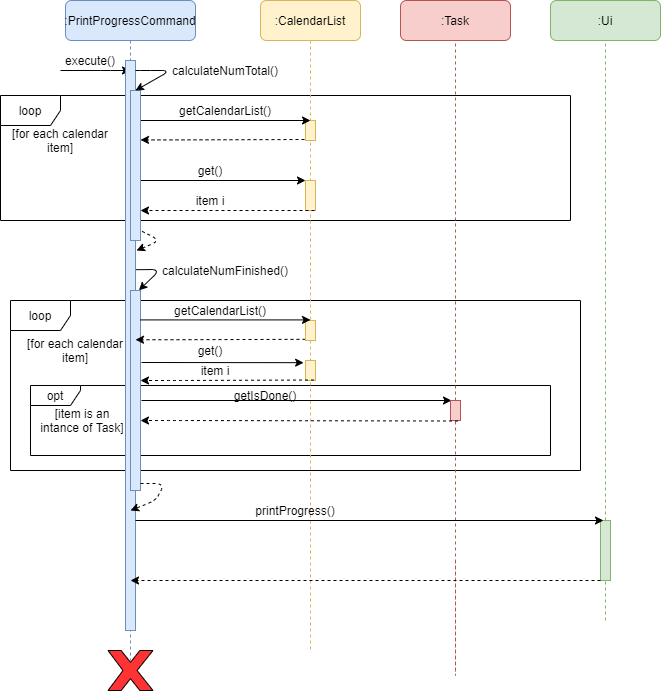 :PrintProgressCommand
:CalendarList
:Task
:Ui
execute()
calculateNumTotal()
loop
[for each calendar
item]
getCalendarList()
get()
item i
calculateNumFinished()
loop
[for each calendar
item]
getCalendarList()
get()
item i
opt
[item is an
intance of Task]
getIsDone()
printProgress()